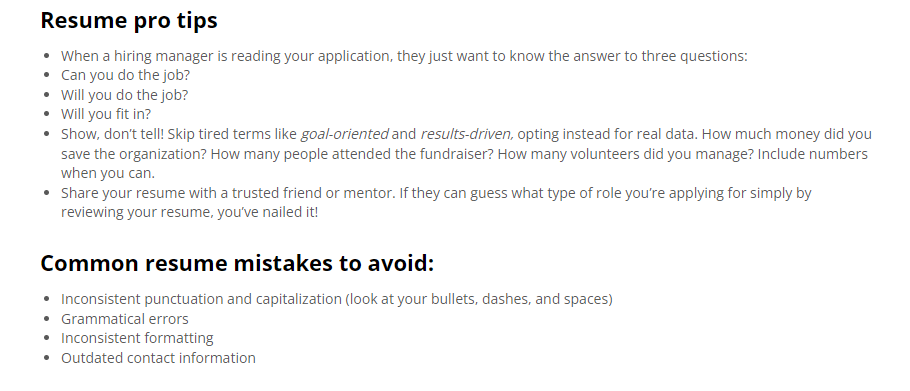 Resume pro tips
• When a hiring manager is reading your application, they just want to know the answer to three questions:
• Can you do the job?
• Will you do the job?
• Will you fit in?
• Show, don’t tell! Skip tired terms like goal-oriented and results-driven, opting instead for real data. How much money did you
save the organization? How many people attended the fundraiser? How many volunteers did you manage? Include numbers
when you can.
• Share your resume with a trusted friend or mentor. If they can guess what type of role you’re applying for simply by
reviewing your resume, you’ve nailed it!
Common resume mistakes to avoid:
• Inconsistent punctuation and capitalization (look at your bullets, dashes, and spaces)
• Grammatical errors
• Inconsistent formatting
• Outdated contact information